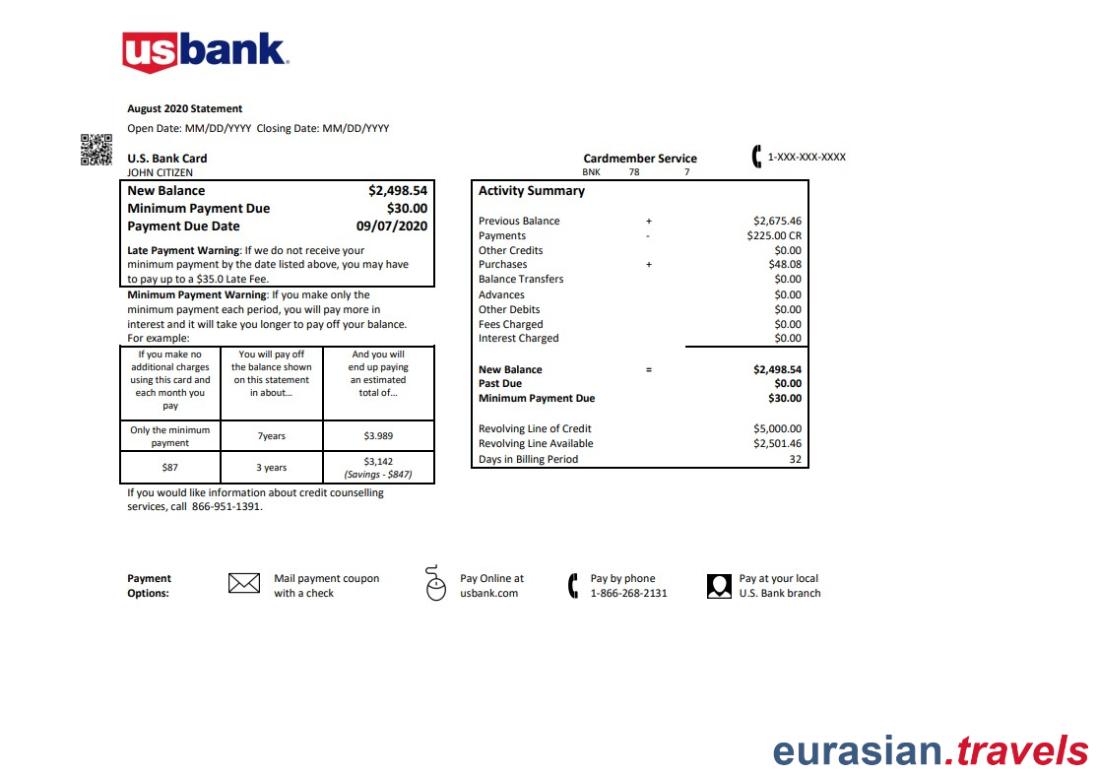 usbank.
August 2020 Statement
Open Date: MM/DD/YYYY Closing Date: MM/DD/YYYY
U.S. Bank Card
JOHN CITIZEN
New Balance $2,498.54
Minimum Payment Due $30.00
Payment Due Date 09/07/2020
Late Payment Warning: If we do not receive your
minimum payment by the date listed above, you may have
to pay up to a $35.0 Late Fee.
Minimum Payment Warning: If you make only the
minimum payment each period, you will pay more in
interest and it will take you longer to pay off your balance.
For example:
If you make no
additional charges
using this card and
each month you
pay
You will pay off
the balance shown
on this statement
in about...
And you will
end up paying
an estimated
total of...
Only the minimum
payment
7years
$3.989
$87
3 years
$3,142
(Savings - $847)
If you would like information about credit counselling
services, call 866-951-1391.
Cardmember Service
1-XXX-XXX-XXXX
BNK 78 7
Activity Summary
Previous Balance + $2,675.46
Payments - $225.00 CR
Other Credits $0.00
Purchases + $48.08
Balance Transfers $0.00
Advances $0.00
Other Debits $0.00
Fees Charged $0.00
Interest Charged $0.00
New Balance = $2,498.54
Past Due $0.00
Minimum Payment Due $30.00
Revolving Line of Credit $5,000.00
Revolving Line Available $2,501.46
Days in Billing Period 32
Payment
Options:
Mail payment coupon
with a check
Pay Online at
usbank.com
Pay by phone
1-866-268-2131
Pay at your local
U.S. Bank branch
eurasian.travels